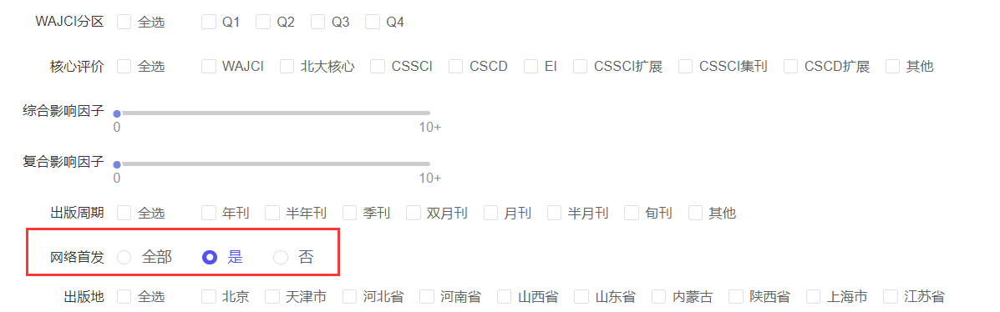 WAJCI分区 全选 Q1 Q2 Q3 Q4
核心评价 全选 WAJCI 北大核心 CSSCI CSCD EI CSSCI扩展 CSSCI集刊 CSCD扩展 其他
综合影响因子
0 10+
复合影响因子
0 10+
出版周期 全选 年刊 半年刊 季刊 双月刊 月刊 半月刊 旬刊 其他
网络首发 全部 是 否
出版地 全选 北京 天津市 河北省 河南省 山西省 山东省 内蒙古 陕西省 上海市 江苏省